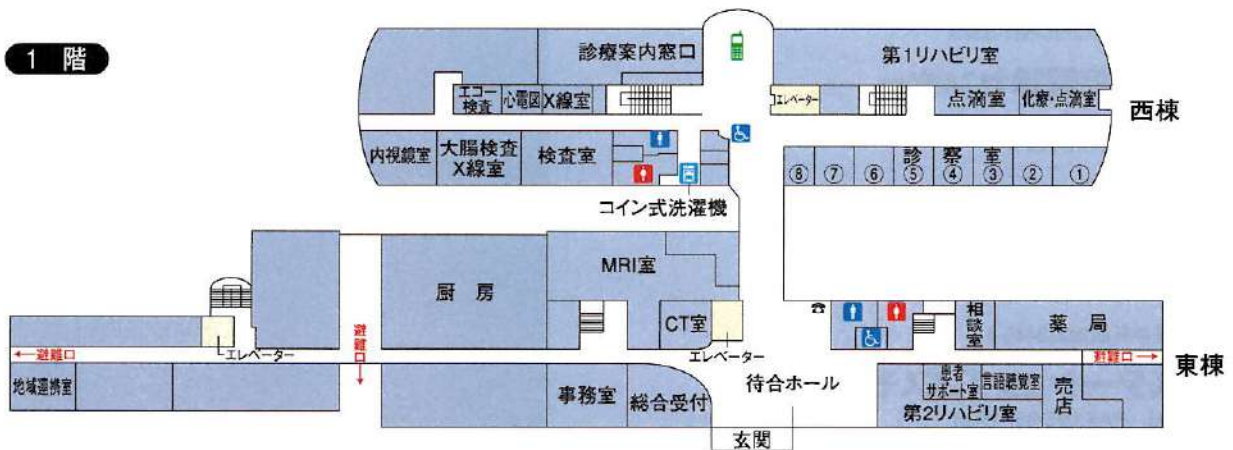 1 階
診療案内窓口
第1リハビリ室
エコー
検査
心電図
X線室
エレベーター
点滴室
化療・点滴室
西棟
内視鏡室
大腸検査
X線室
検査室
診察室
⑧
⑦
⑥
⑤
④
③
②
①
コイン式洗濯機
MRI室
厨房
CT室
エレベーター
相談室
薬局
←避難口
エレベーター
避難口
避難口→
東棟
地域連携室
事務室
総合受付
待合ホール
患者
サポート室
言語聴覚室
売店
第2リハビリ室
玄関